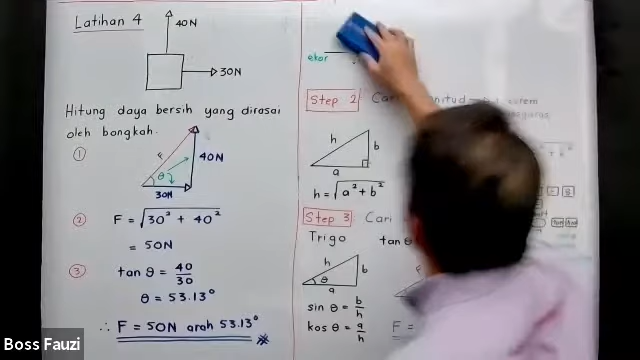 Latihan 4
40N
30N
Hitung daya bersih yang dirasai
oleh bongkah.
① F θ 40N
30N
② F = √30² + 40²
= 50N
③ tan θ = 40/30
θ = 53.13°
∴ F = 50N arah 53.13°
ekor
Step 2 Cari
h b
a
h = √a² + b²
Step 3 Cari
Trigo tan θ
h b
θ
a
sin θ = b/h
kos θ = a/h
F =
Boss Fauzi